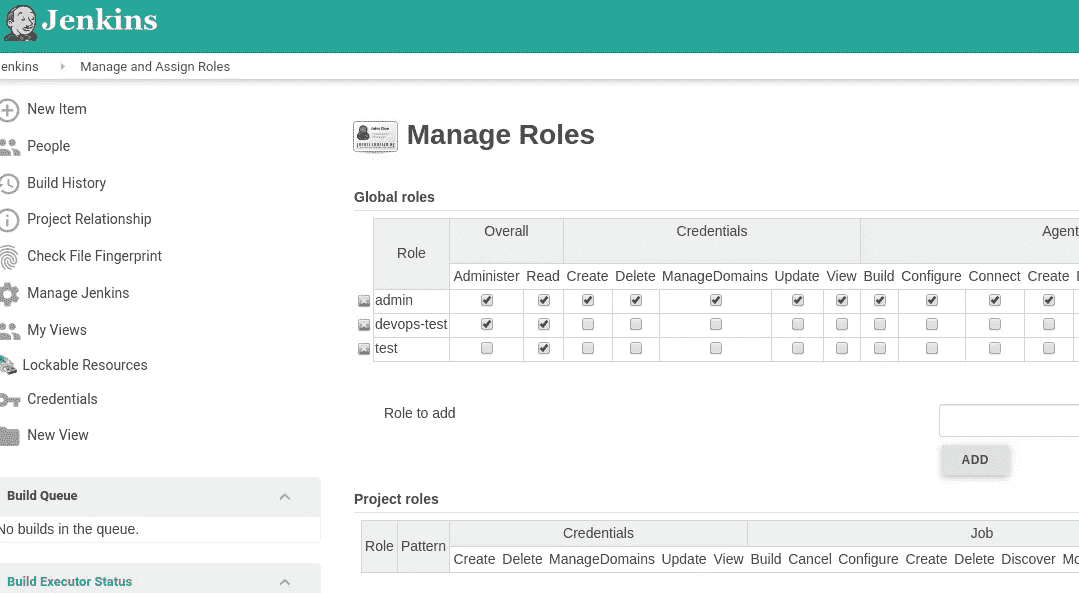 Jenkins
enkins Manage and Assign Roles
New Item
People
Build History
Project Relationship
Check File Fingerprint
Manage Jenkins
My Views
Lockable Resources
Credentials
New View
Build Queue
No builds in the queue.
Build Executor Status
Manage Roles
Global roles
Role Overall Credentials Agent
Administer Read Create Delete ManageDomains Update View Build Configure Connect Create
admin
devops-test
test
Role to add
ADD
Project roles
Role Pattern Credentials Job
Create Delete ManageDomains Update View Build Cancel Configure Create Delete Discover Mo